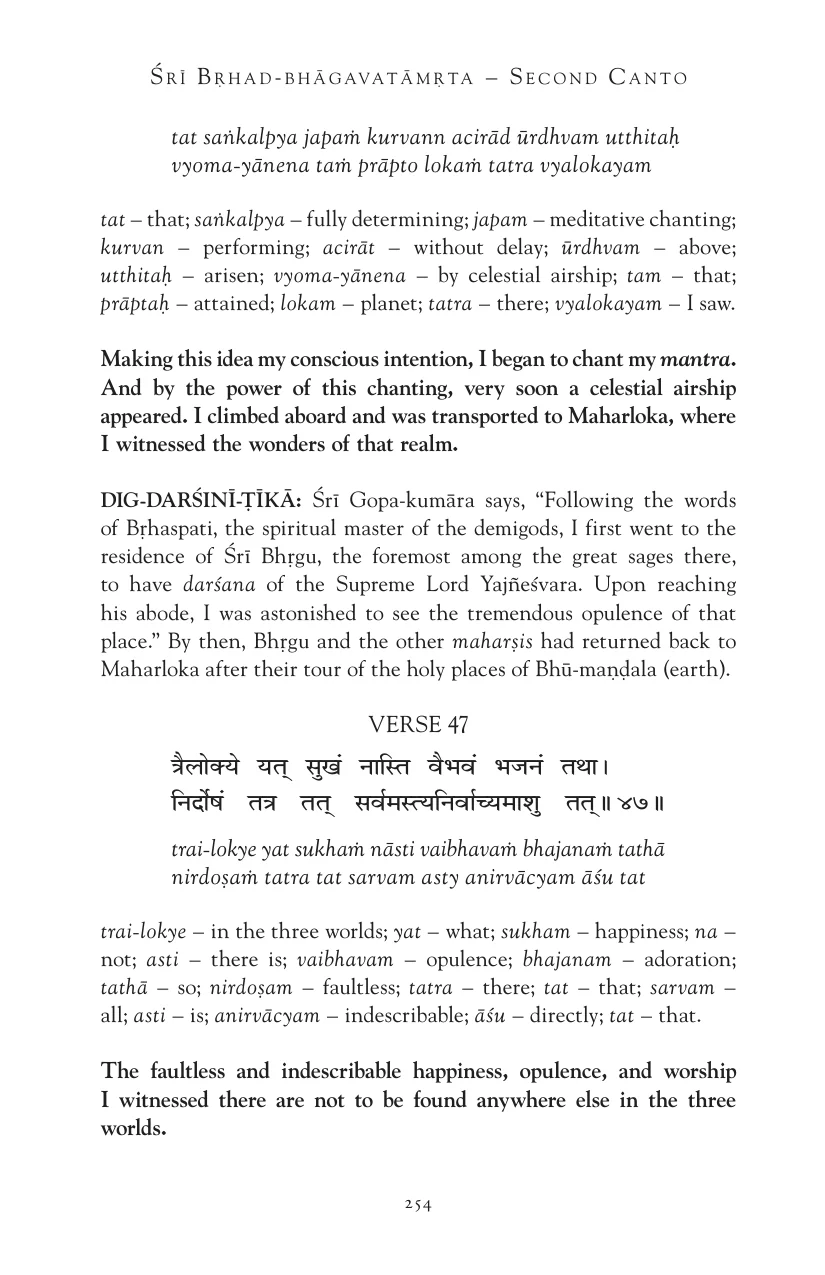 Śrī Bṛhad-bhāgavatāmṛta – Second Canto
tat saṅkalpya japaṁ kurvann acirād ūrdhvam utthitaḥ
vyoma-yānena taṁ prāpto lokaṁ tatra vyalokayam
tat – that; saṅkalpya – fully determining; japam – meditative chanting;
kurvan – performing; acirāt – without delay; ūrdhvam – above;
utthitaḥ – arisen; vyoma-yānena – by celestial airship; tam – that;
prāptaḥ – attained; lokam – planet; tatra – there; vyalokayam – I saw.
Making this idea my conscious intention, I began to chant my mantra.
And by the power of this chanting, very soon a celestial airship
appeared. I climbed aboard and was transported to Maharloka, where
I witnessed the wonders of that realm.
DIG-DARŚINĪ-ṬĪKĀ: Śrī Gopa-kumāra says, “Following the words
of Bṛhaspati, the spiritual master of the demigods, I first went to the
residence of Śrī Bhṛgu, the foremost among the great sages there,
to have darśana of the Supreme Lord Yajñeśvara. Upon reaching
his abode, I was astonished to see the tremendous opulence of that
place.” By then, Bhṛgu and the other maharṣis had returned back to
Maharloka after their tour of the holy places of Bhū-maṇḍala (earth).
VERSE 47
त्रैलोक्ये यत् सुखं नास्ति वैभवं भजनं तथा।
निर्दोषं तत्र तत् सर्वमस्त्यनिर्वाच्यमाशु तत्॥ ४७॥
trai-lokye yat sukhaṁ nāsti vaibhavaṁ bhajanaṁ tathā
nirdoṣaṁ tatra tat sarvam asty anirvācyam āśu tat
trai-lokye – in the three worlds; yat – what; sukham – happiness; na –
not; asti – there is; vaibhavam – opulence; bhajanam – adoration;
tathā – so; nirdoṣam – faultless; tatra – there; tat – that; sarvam –
all; asti – is; anirvācyam – indescribable; āśu – directly; tat – that.
The faultless and indescribable happiness, opulence, and worship
I witnessed there are not to be found anywhere else in the three
worlds.
254